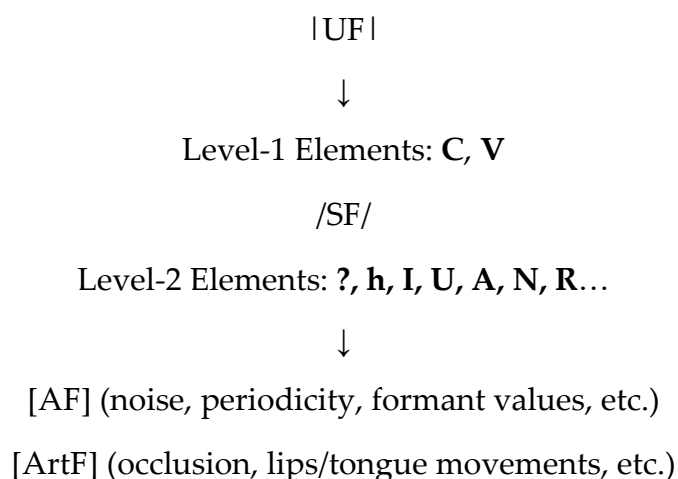 |UF|
↓
Level-1 Elements: C, V
/SF/
Level-2 Elements: ?, h, I, U, A, N, R…
↓
[AF] (noise, periodicity, formant values, etc.)
[ArtF] (occlusion, lips/tongue movements, etc.)